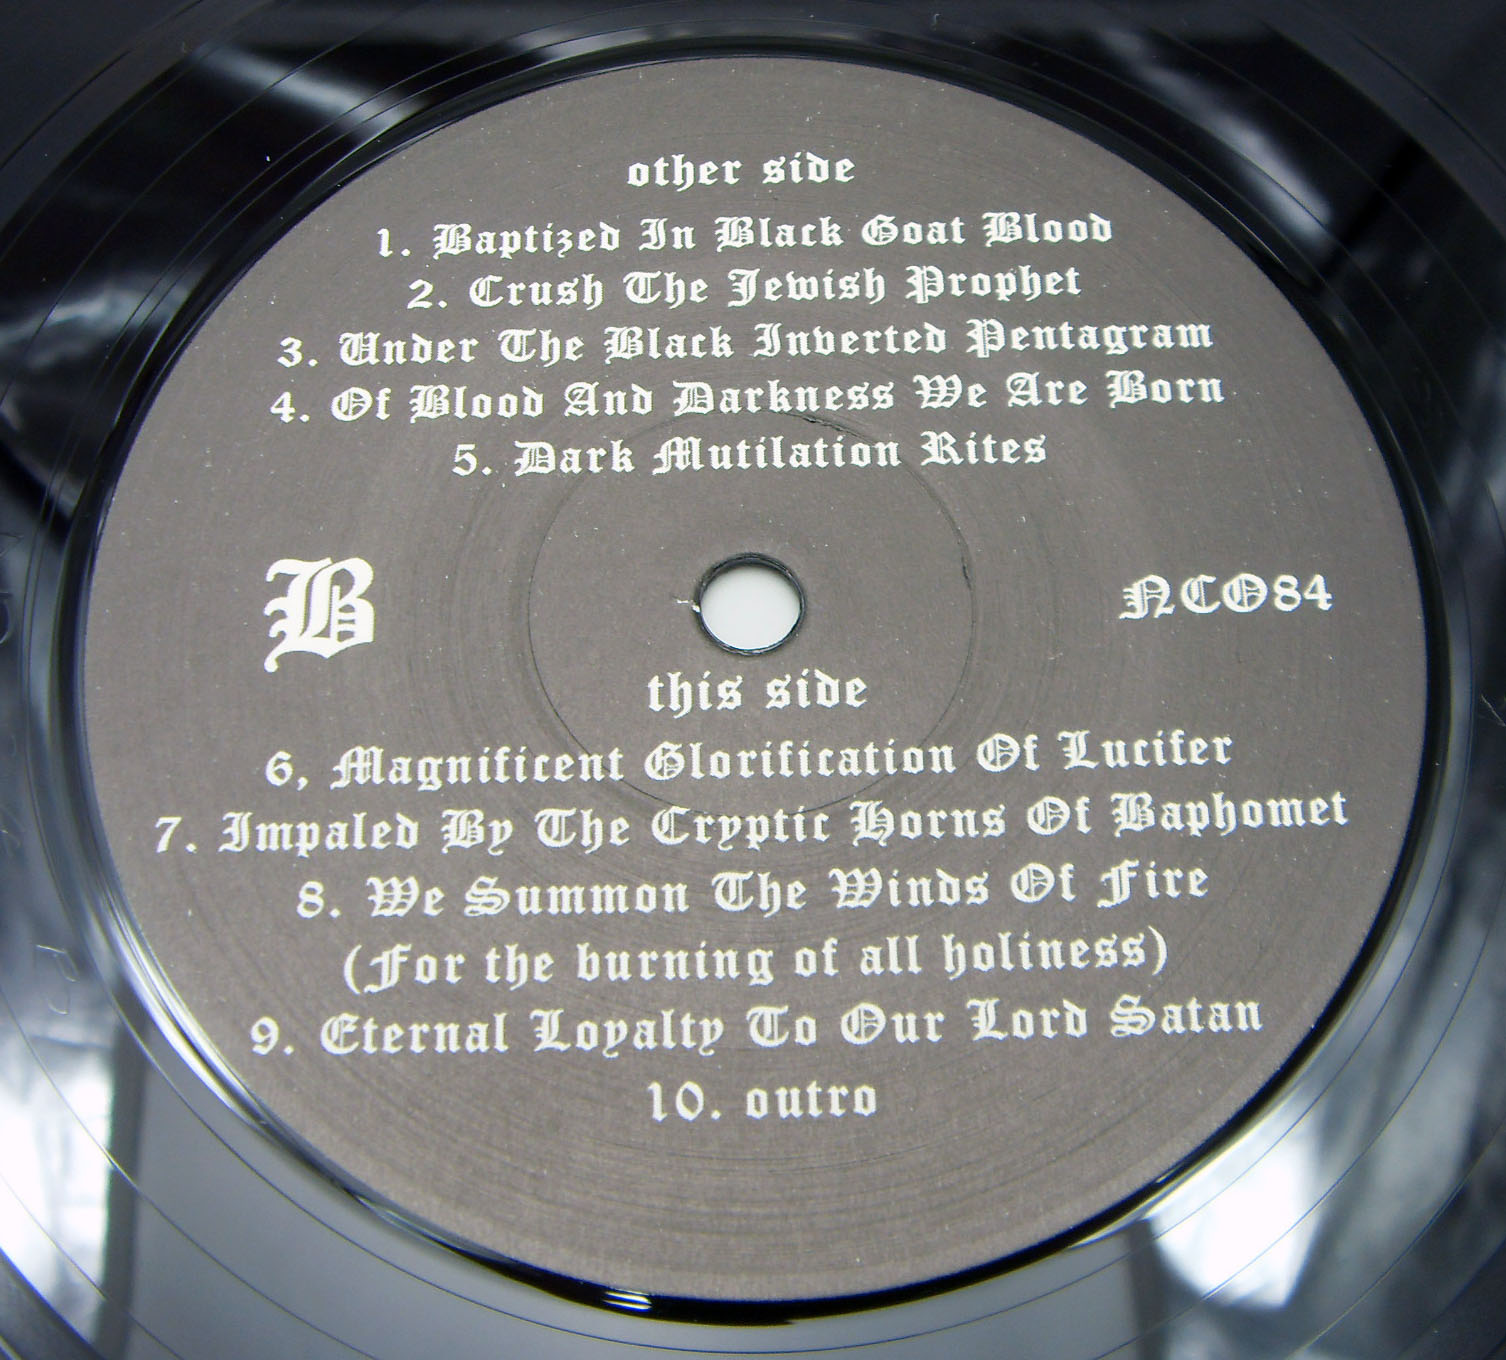 other side
1. Baptized In Black Goat Blood
2. Crush The Jewish Prophet
3. Under The Black Inverted Pentagram
4. Of Blood And Darkness We Are Born
5. Dark Mutilation Rites
B
NCO84
this side
6, Magnificent Glorification Of Lucifer
7. Impaled By The Cryptic Horns Of Baphomet
8. We Summon The Winds Of Fire
(For the burning of all holiness)
9. Eternal Loyalty To Our Lord Satan
10. outro